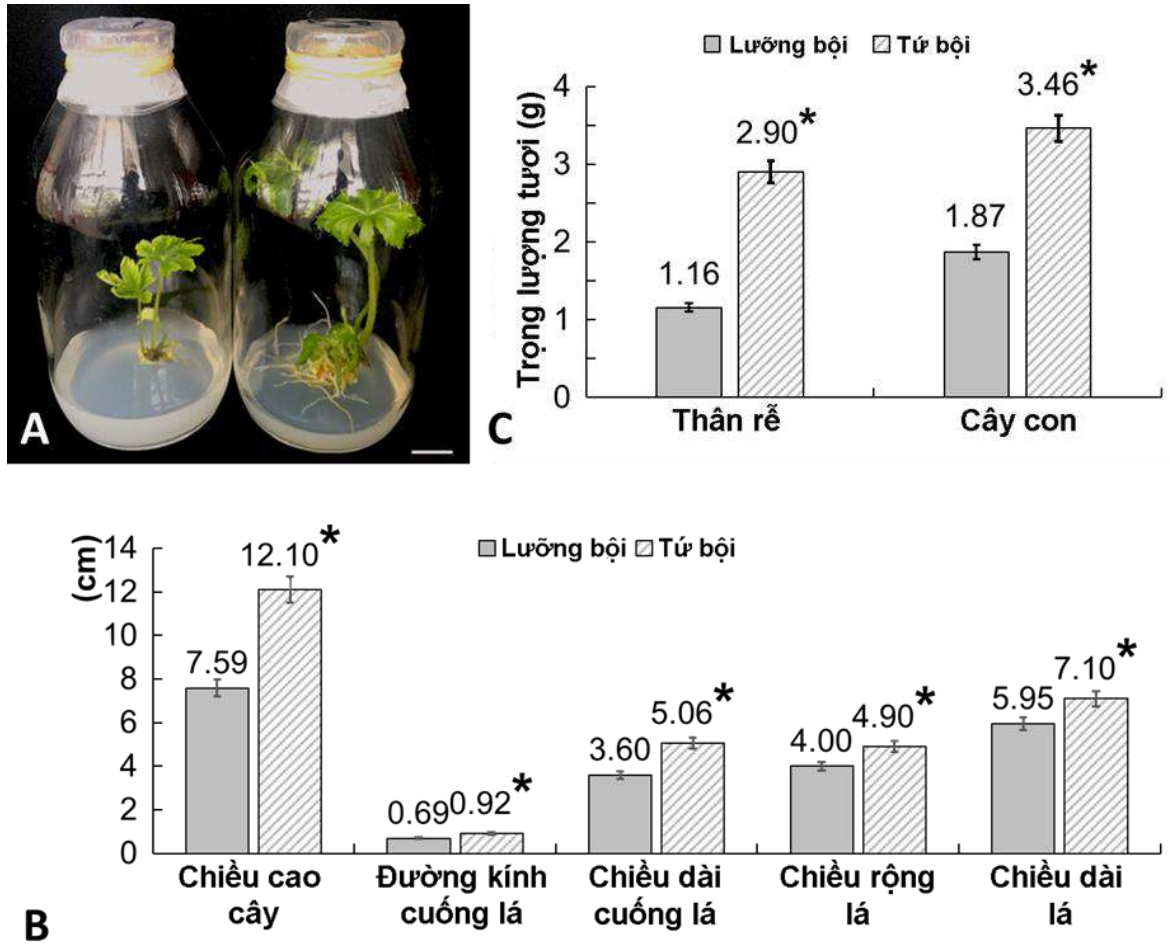 A
Lưỡng bội Tứ bội
Trọng lượng tươi (g)
4
3
2
1
0
1.16
2.90*
1.87
3.46*
Thân rễ Cây con
C
(cm)
Lưỡng bội Tứ bội
14
12
10
8
6
4
2
0
7.59
12.10*
0.69
0.92*
3.60
5.06*
4.00
4.90*
5.95
7.10*
Chiều cao
cây
Đường kính
cuống lá
Chiều dài
cuống lá
Chiều rộng
lá
Chiều dài
lá
B